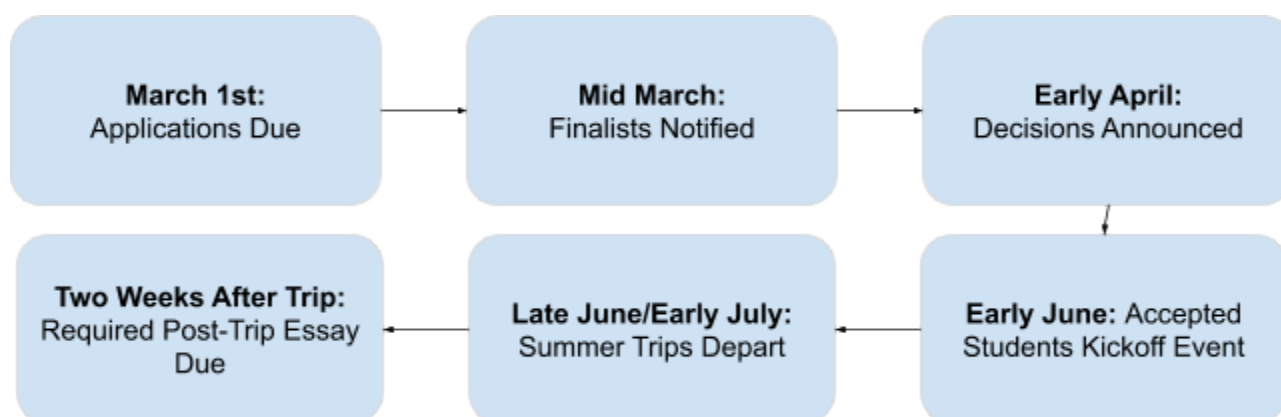 March 1st:
Applications Due
Mid March:
Finalists Notified
Early April:
Decisions Announced
Early June: Accepted
Students Kickoff Event
Late June/Early July:
Summer Trips Depart
Two Weeks After Trip:
Required Post-Trip Essay
Due